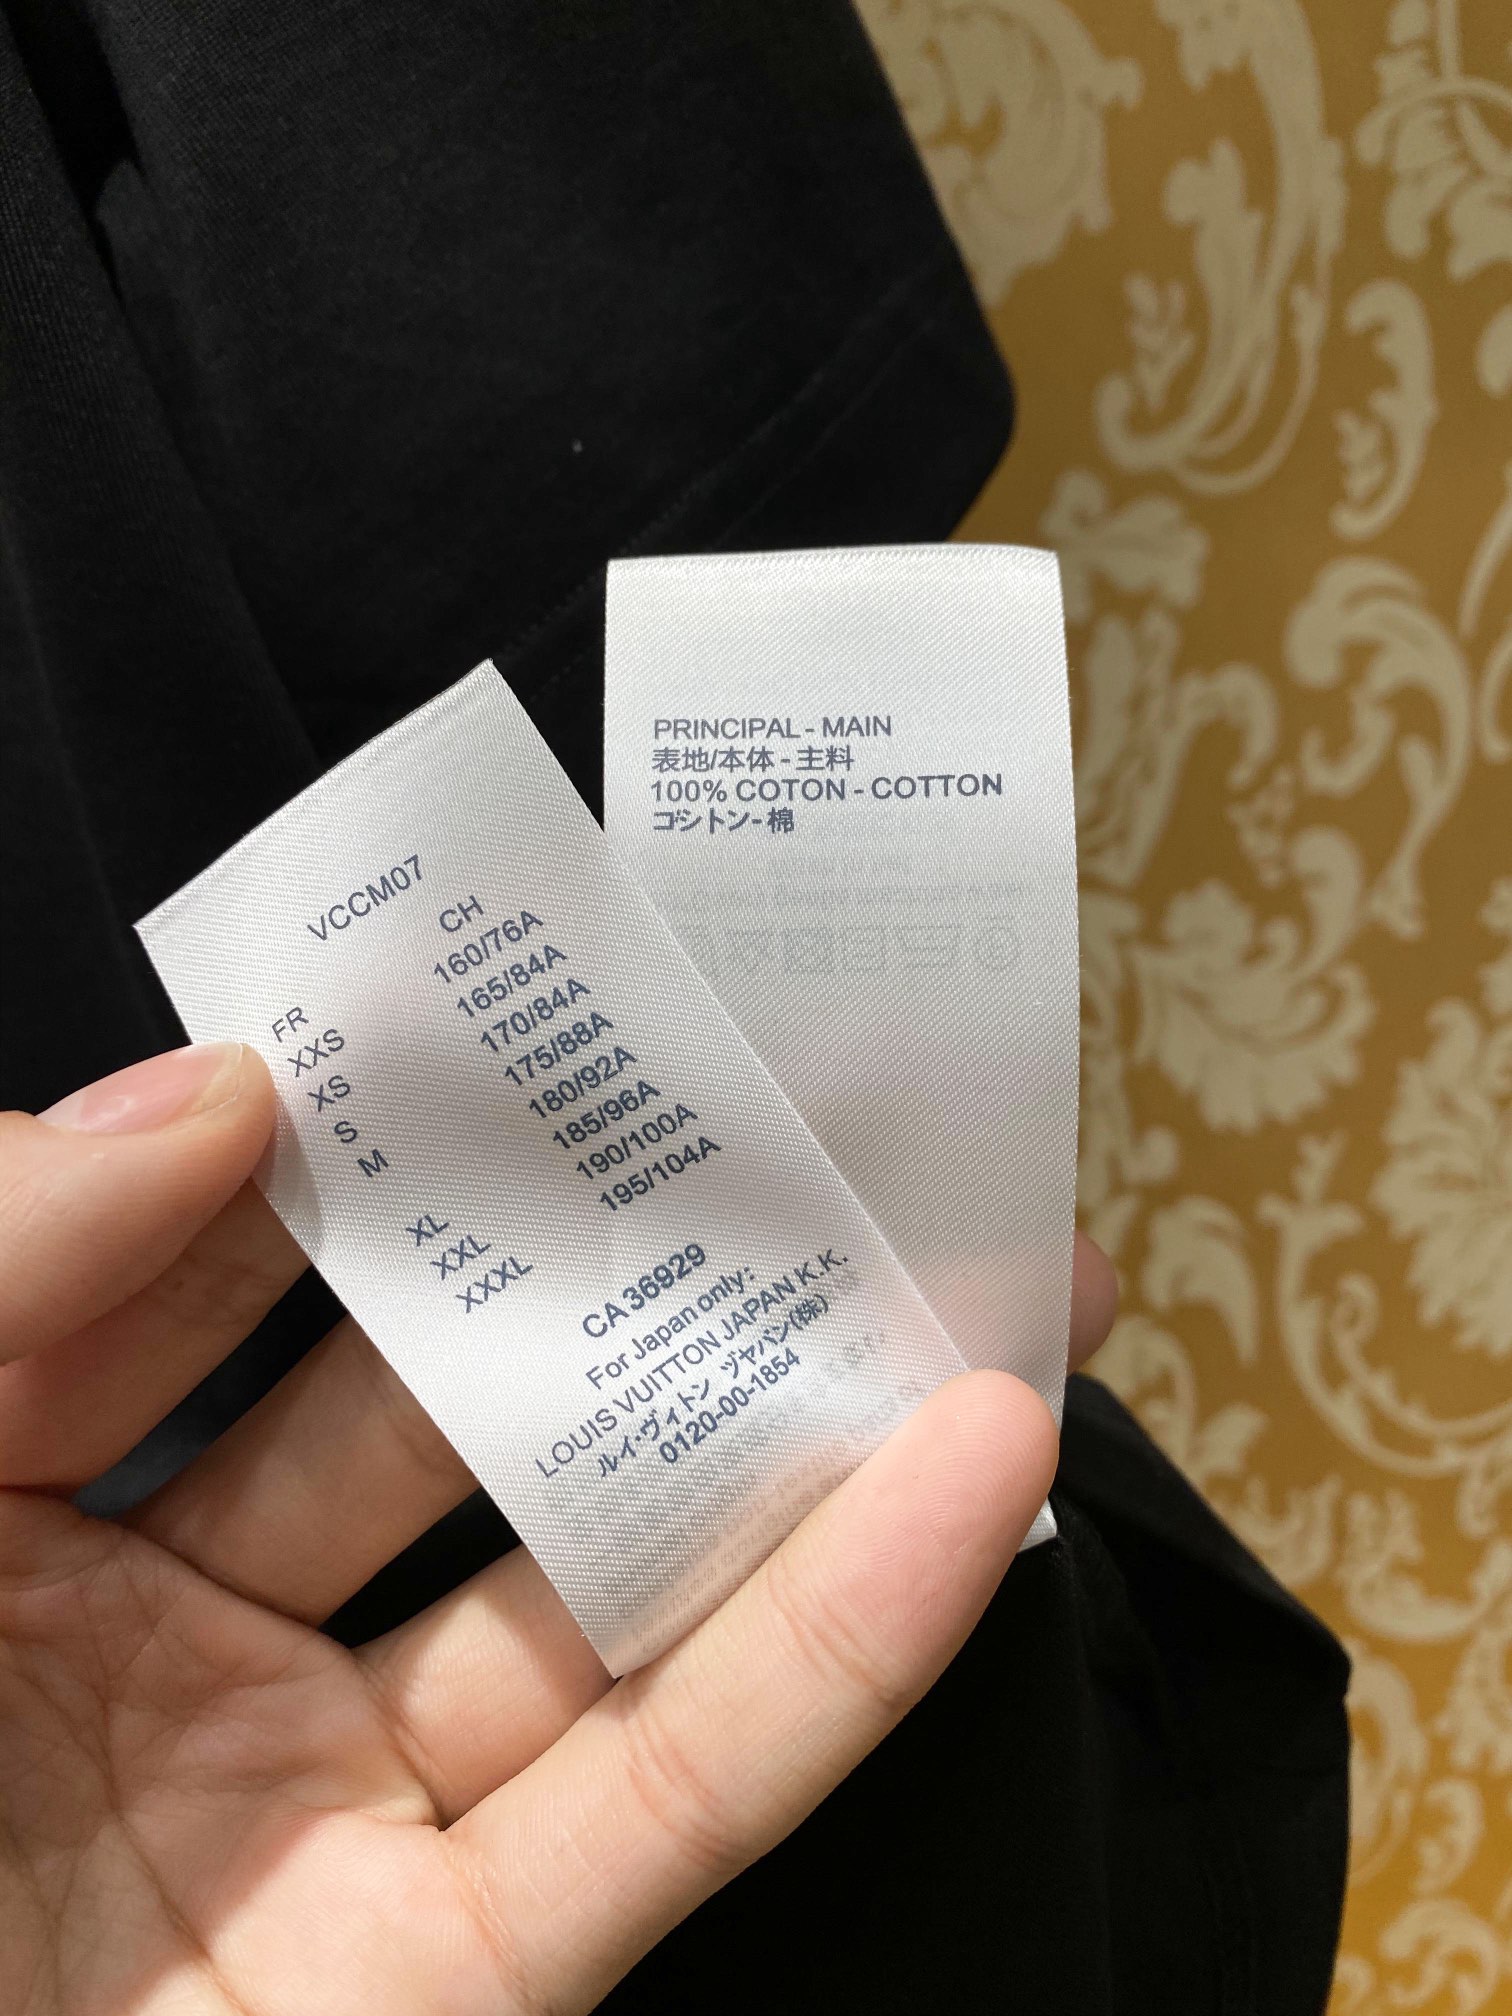 PRINCIPAL - MAIN
表地/本体 - 主料
100% COTON - COTTON
コットン - 棉
VCCM07
FR CH
XXS 160/76A
XS 165/84A
S 170/84A
M 175/88A
180/92A
XL 185/96A
XXL 190/100A
XXXL 195/104A
CA 36929
For Japan only:
LOUIS VUITTON JAPAN K.K.
ルイ・ヴィトン ヅヤパン(株)
0120-00-1854